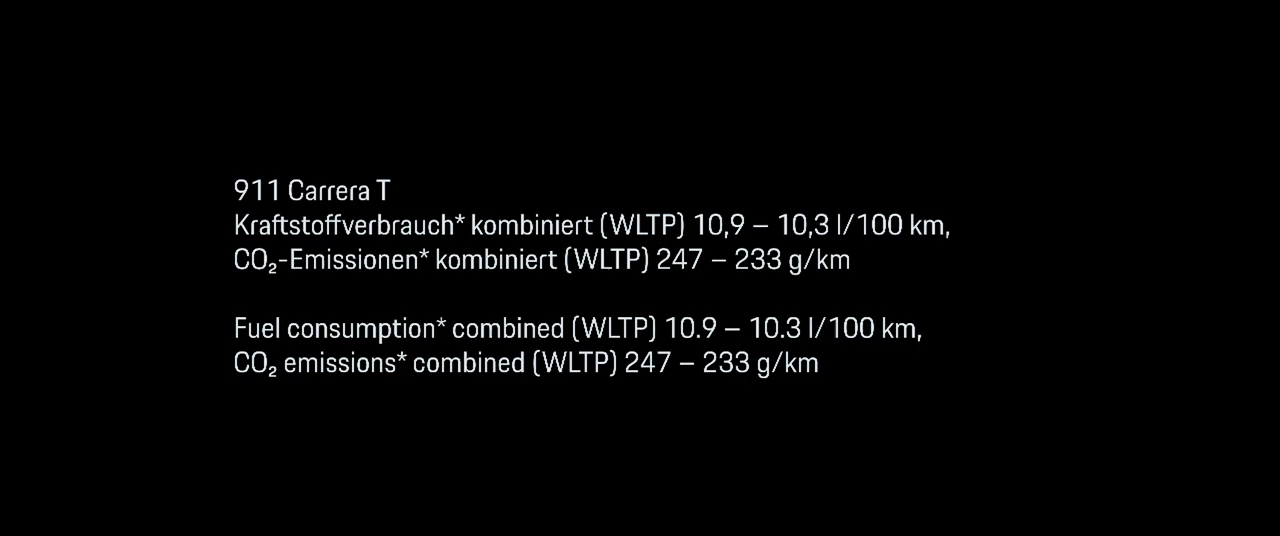 911 Carrera T
Kraftstoffverbrauch* kombiniert (WLTP) 10,9 – 10,3 l/100 km,
CO₂-Emissionen* kombiniert (WLTP) 247 – 233 g/km
Fuel consumption* combined (WLTP) 10.9 – 10.3 l/100 km,
CO₂ emissions* combined (WLTP) 247 – 233 g/km